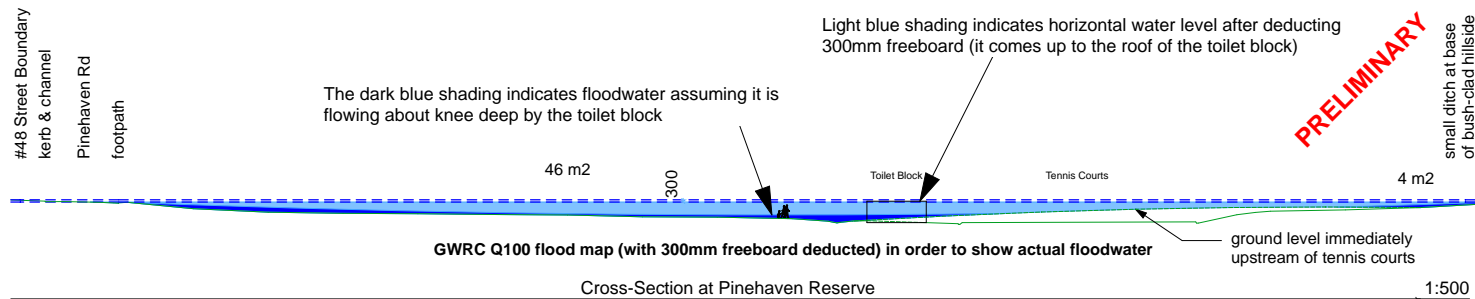 #48 Street Boundary
kerb & channel
Pinehaven Rd
footpath
The dark blue shading indicates floodwater assuming it is
flowing about knee deep by the toilet block
Light blue shading indicates horizontal water level after deducting
300mm freeboard (it comes up to the roof of the toilet block)
PRELIMINARY
small ditch at base
of bush-clad hillside
46 m2
300
Toilet Block
Tennis Courts
4 m2
GWRC Q100 flood map (with 300mm freeboard deducted) in order to show actual floodwater
ground level immediately
upstream of tennis courts
Cross-Section at Pinehaven Reserve
1:500